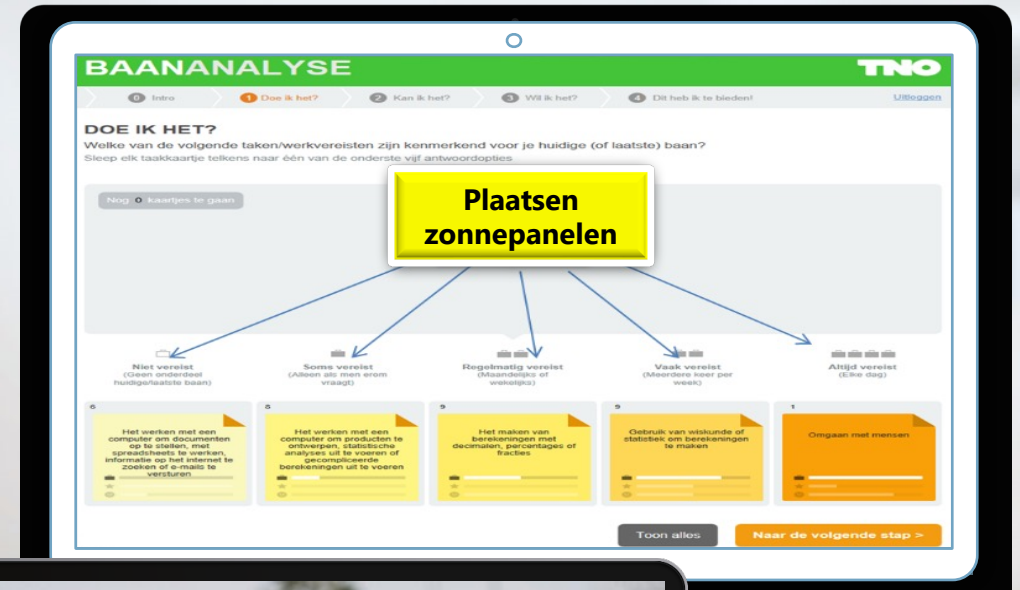 BAANANALYSE
TNO
0 Intro
1 Doe ik het?
2 Kan ik het?
3 Wil ik het?
4 Dit heb ik te bieden!
Uitloggen
DOE IK HET?
Welke van de volgende taken/werkvereisten zijn kenmerkend voor je huidige (of laatste) baan?
Sleep elk taakkaartje telkens naar één van de onderste vijf antwoordopties
Nog 0 kaartjes te gaan
Plaatsen
zonnepanelen
Niet vereist
(Geen onderdeel
huidige/laatste baan)
Soms vereist
(Alleen als men erom
vraagt)
Regelmatig vereist
(Maandelijks of
wekelijks)
Vaak vereist
(Meerdere keer per
week)
Altijd vereist
(Elke dag)
6
Het werken met een
computer om documenten
op te stellen, met
spreadsheets te werken,
informatie op het internet te
zoeken of e-mails te
versturen
8
Het werken met een
computer om producten te
ontwerpen, statistische
analyses uit te voeren of
gecompliceerde
berekeningen uit te voeren
9
Het maken van
berekeningen met
decimalen, percentages of
fracties
9
Gebruik van wiskunde of
statistiek om berekeningen
te maken
1
Omgaan met mensen
Toon alles
Naar de volgende stap >